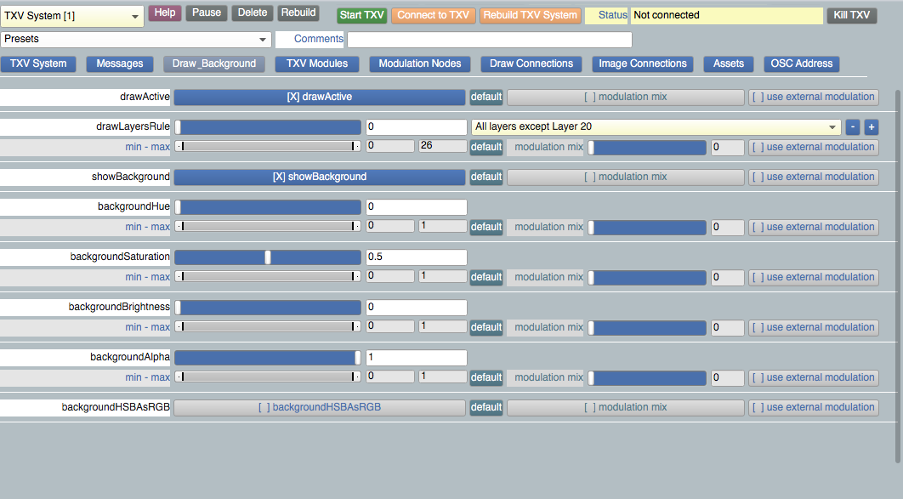 TXV System [1] Help Pause Delete Rebuild Start TXV Connect to TXV Rebuild TXV System Status Not connected Kill TXV
Presets Comments
TXV System Messages Draw_Background TXV Modules Modulation Nodes Draw Connections Image Connections Assets OSC Address
drawActive [X] drawActive default [ ] modulation mix [ ] use external modulation
drawLayersRule 0 All layers except Layer 20 - +
min - max 0 26 default modulation mix 0 [ ] use external modulation
showBackground [X] showBackground default [ ] modulation mix [ ] use external modulation
backgroundHue 0
min - max 0 1 default modulation mix 0 [ ] use external modulation
backgroundSaturation 0.5
min - max 0 1 default modulation mix 0 [ ] use external modulation
backgroundBrightness 0
min - max 0 1 default modulation mix 0 [ ] use external modulation
backgroundAlpha 1
min - max 0 1 default modulation mix 0 [ ] use external modulation
backgroundHSBAsRGB [ ] backgroundHSBAsRGB default [ ] modulation mix [ ] use external modulation